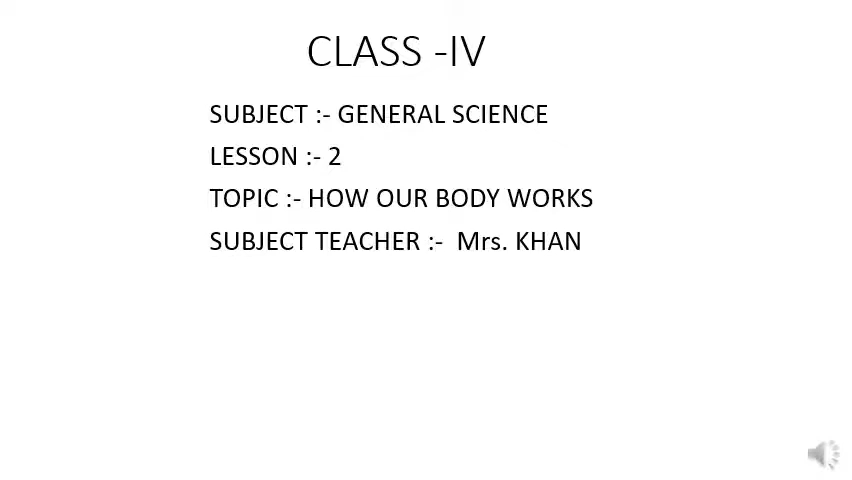 CLASS -IV
SUBJECT :- GENERAL SCIENCE
LESSON :- 2
TOPIC :- HOW OUR BODY WORKS
SUBJECT TEACHER :-  Mrs. KHAN